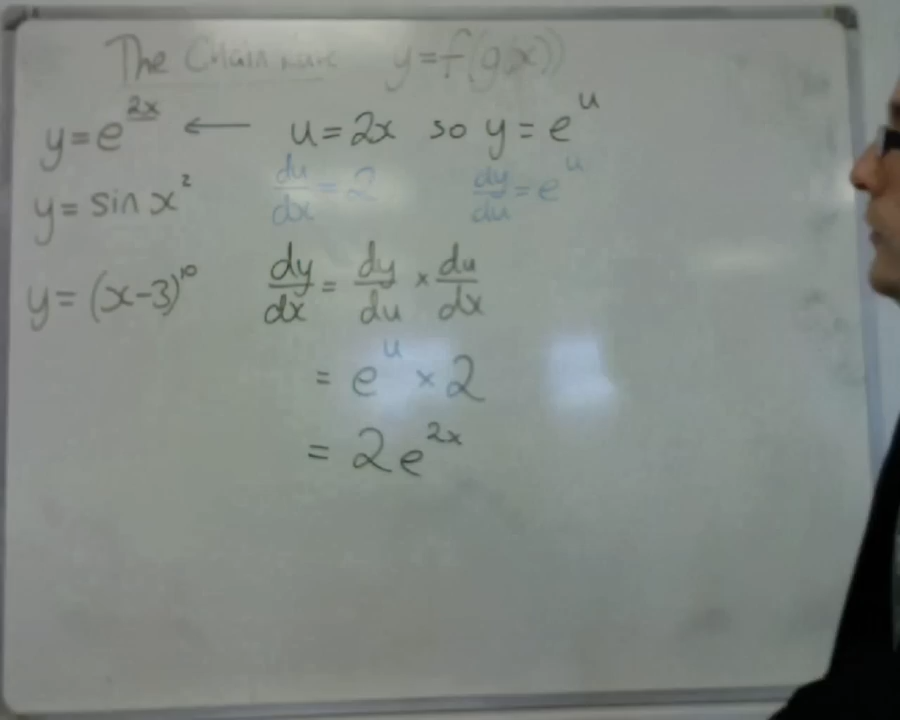 The Chain Rule y=f(g(x))
y=e^{2x} ← u=2x so y=e^u
y=sin x² du/dx=2 dy/du=e^u
y=(x-3)^{10} dy/dx = dy/du × du/dx
= e^u × 2
= 2e^{2x}